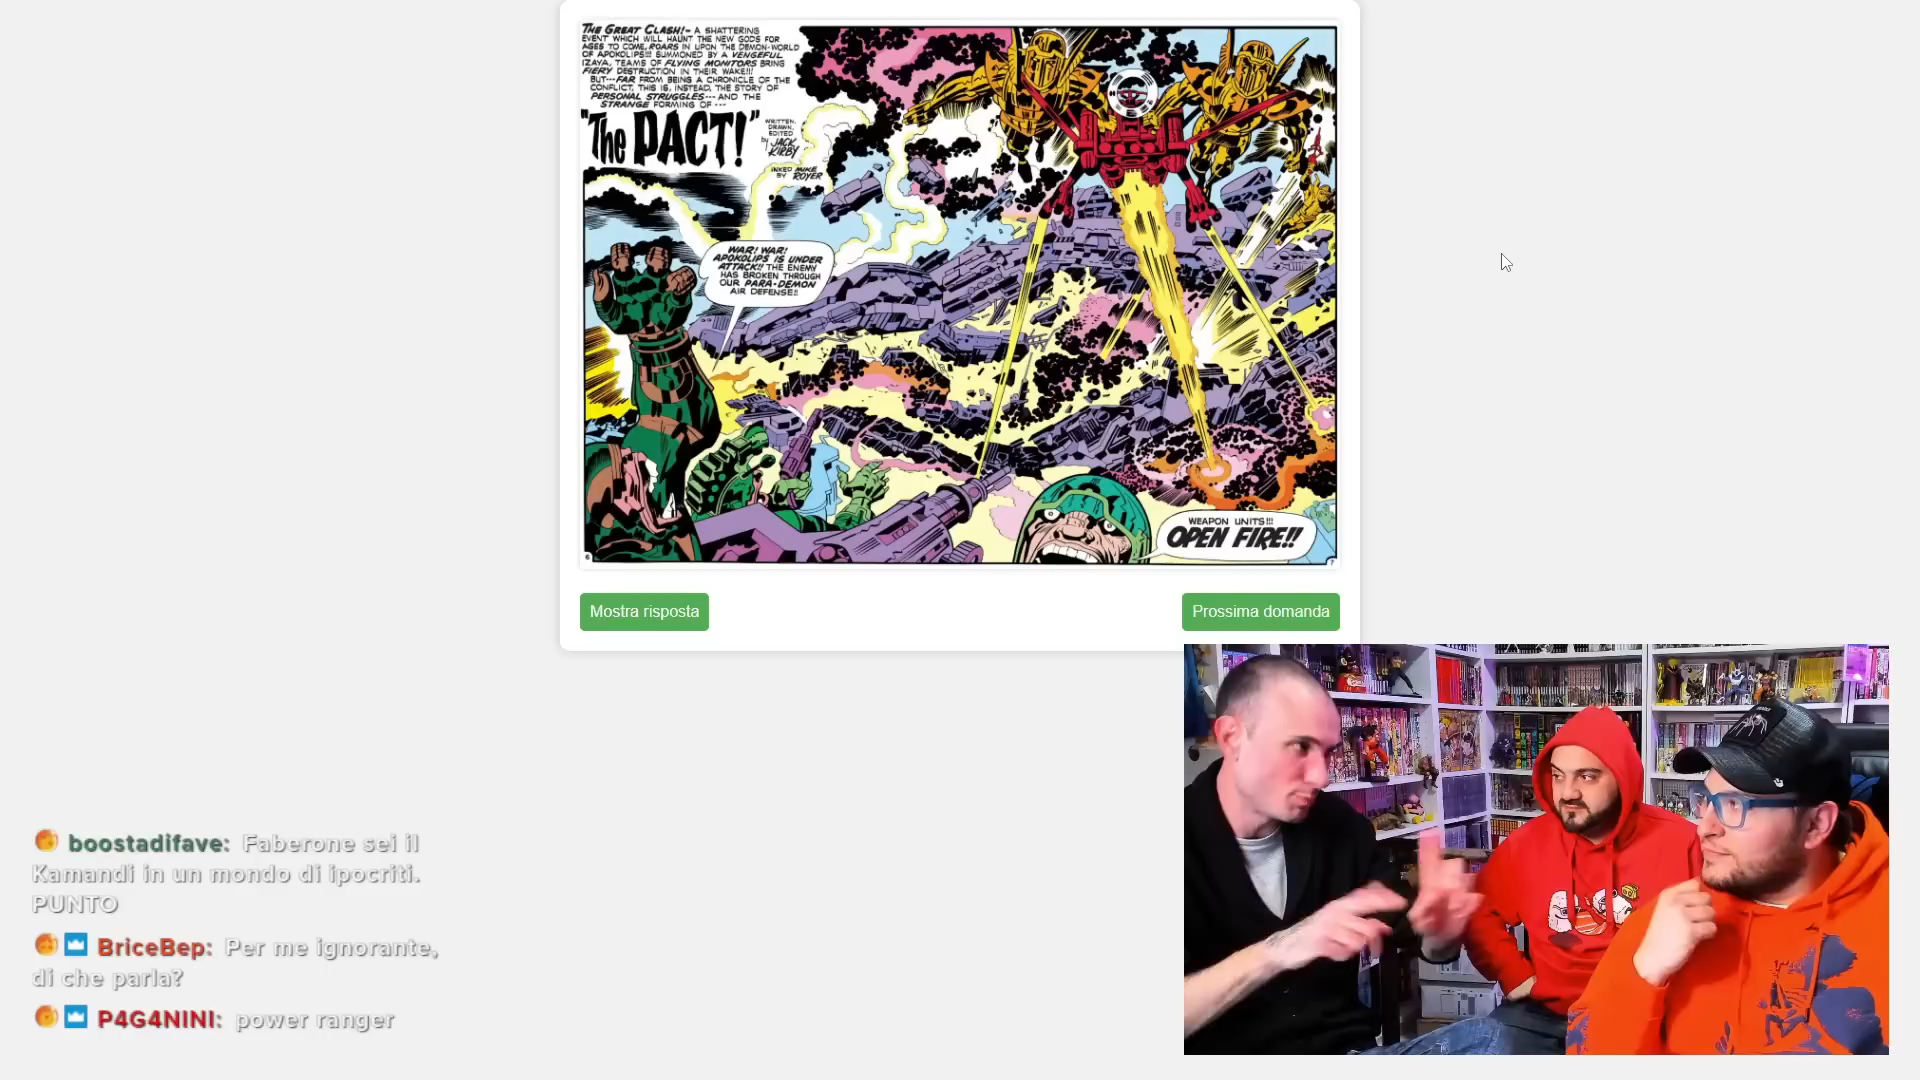 THE GREAT CLASH!- A SHATTERING
EVENT WHICH WILL HAUNT THE NEW GODS FOR
AGES TO COME, ROARS IN UPON THE DEMON-WORLD
OF APOKOLIPS!!! SUMMONED BY A VENGEFUL
IZAYA, TEAMS OF FLYING MONITORS BRING
FIERY DESTRUCTION IN THEIR WAKE!!!
BUT---FAR FROM BEING A CHRONICLE OF THE
CONFLICT, THIS IS, INSTEAD, THE STORY OF
PERSONAL STRUGGLES---AND THE
STRANGE FORMING OF ---
"The PACT!"
WRITTEN,
DRAWN,
EDITED
by JACK
KIRBY
INKED MIKE
BY ROYER
WAR! WAR!
APOKOLIPS IS UNDER
ATTACK!! THE ENEMY
HAS BROKEN THROUGH
OUR PARA-DEMON
AIR DEFENSE!!
WEAPON UNITS!!!
OPEN FIRE!!
6
7
Mostra risposta
Prossima domanda
boostadifave: Faberone sei il
Kamandi in un mondo di ipocriti.
PUNTO
BriceBep: Per me ignorante,
di che parla?
P4G4NINI: power ranger